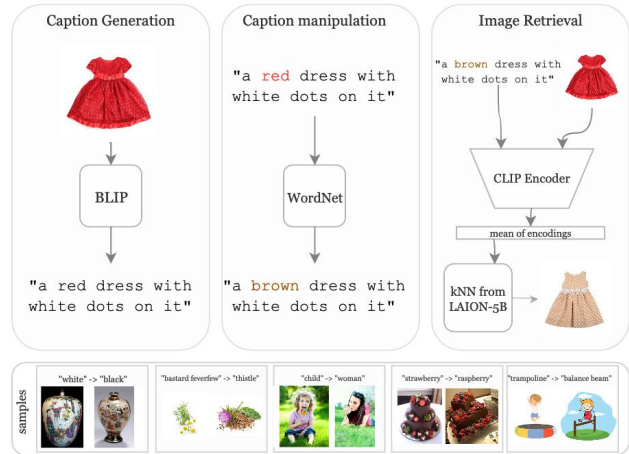 Caption Generation
BLIP
"a red dress with
white dots on it"
Caption manipulation
"a red dress with
white dots on it"
WordNet
"a brown dress with
white dots on it"
Image Retrieval
"a brown dress with
white dots on it"
CLIP Encoder
mean of encodings
kNN from
LAION-5B
samples
"white" -> "black"
"bastard feverfew" -> "thistle"
"child" -> "woman"
"strawberry" -> "raspberry"
"trampoline" -> "balance beam"